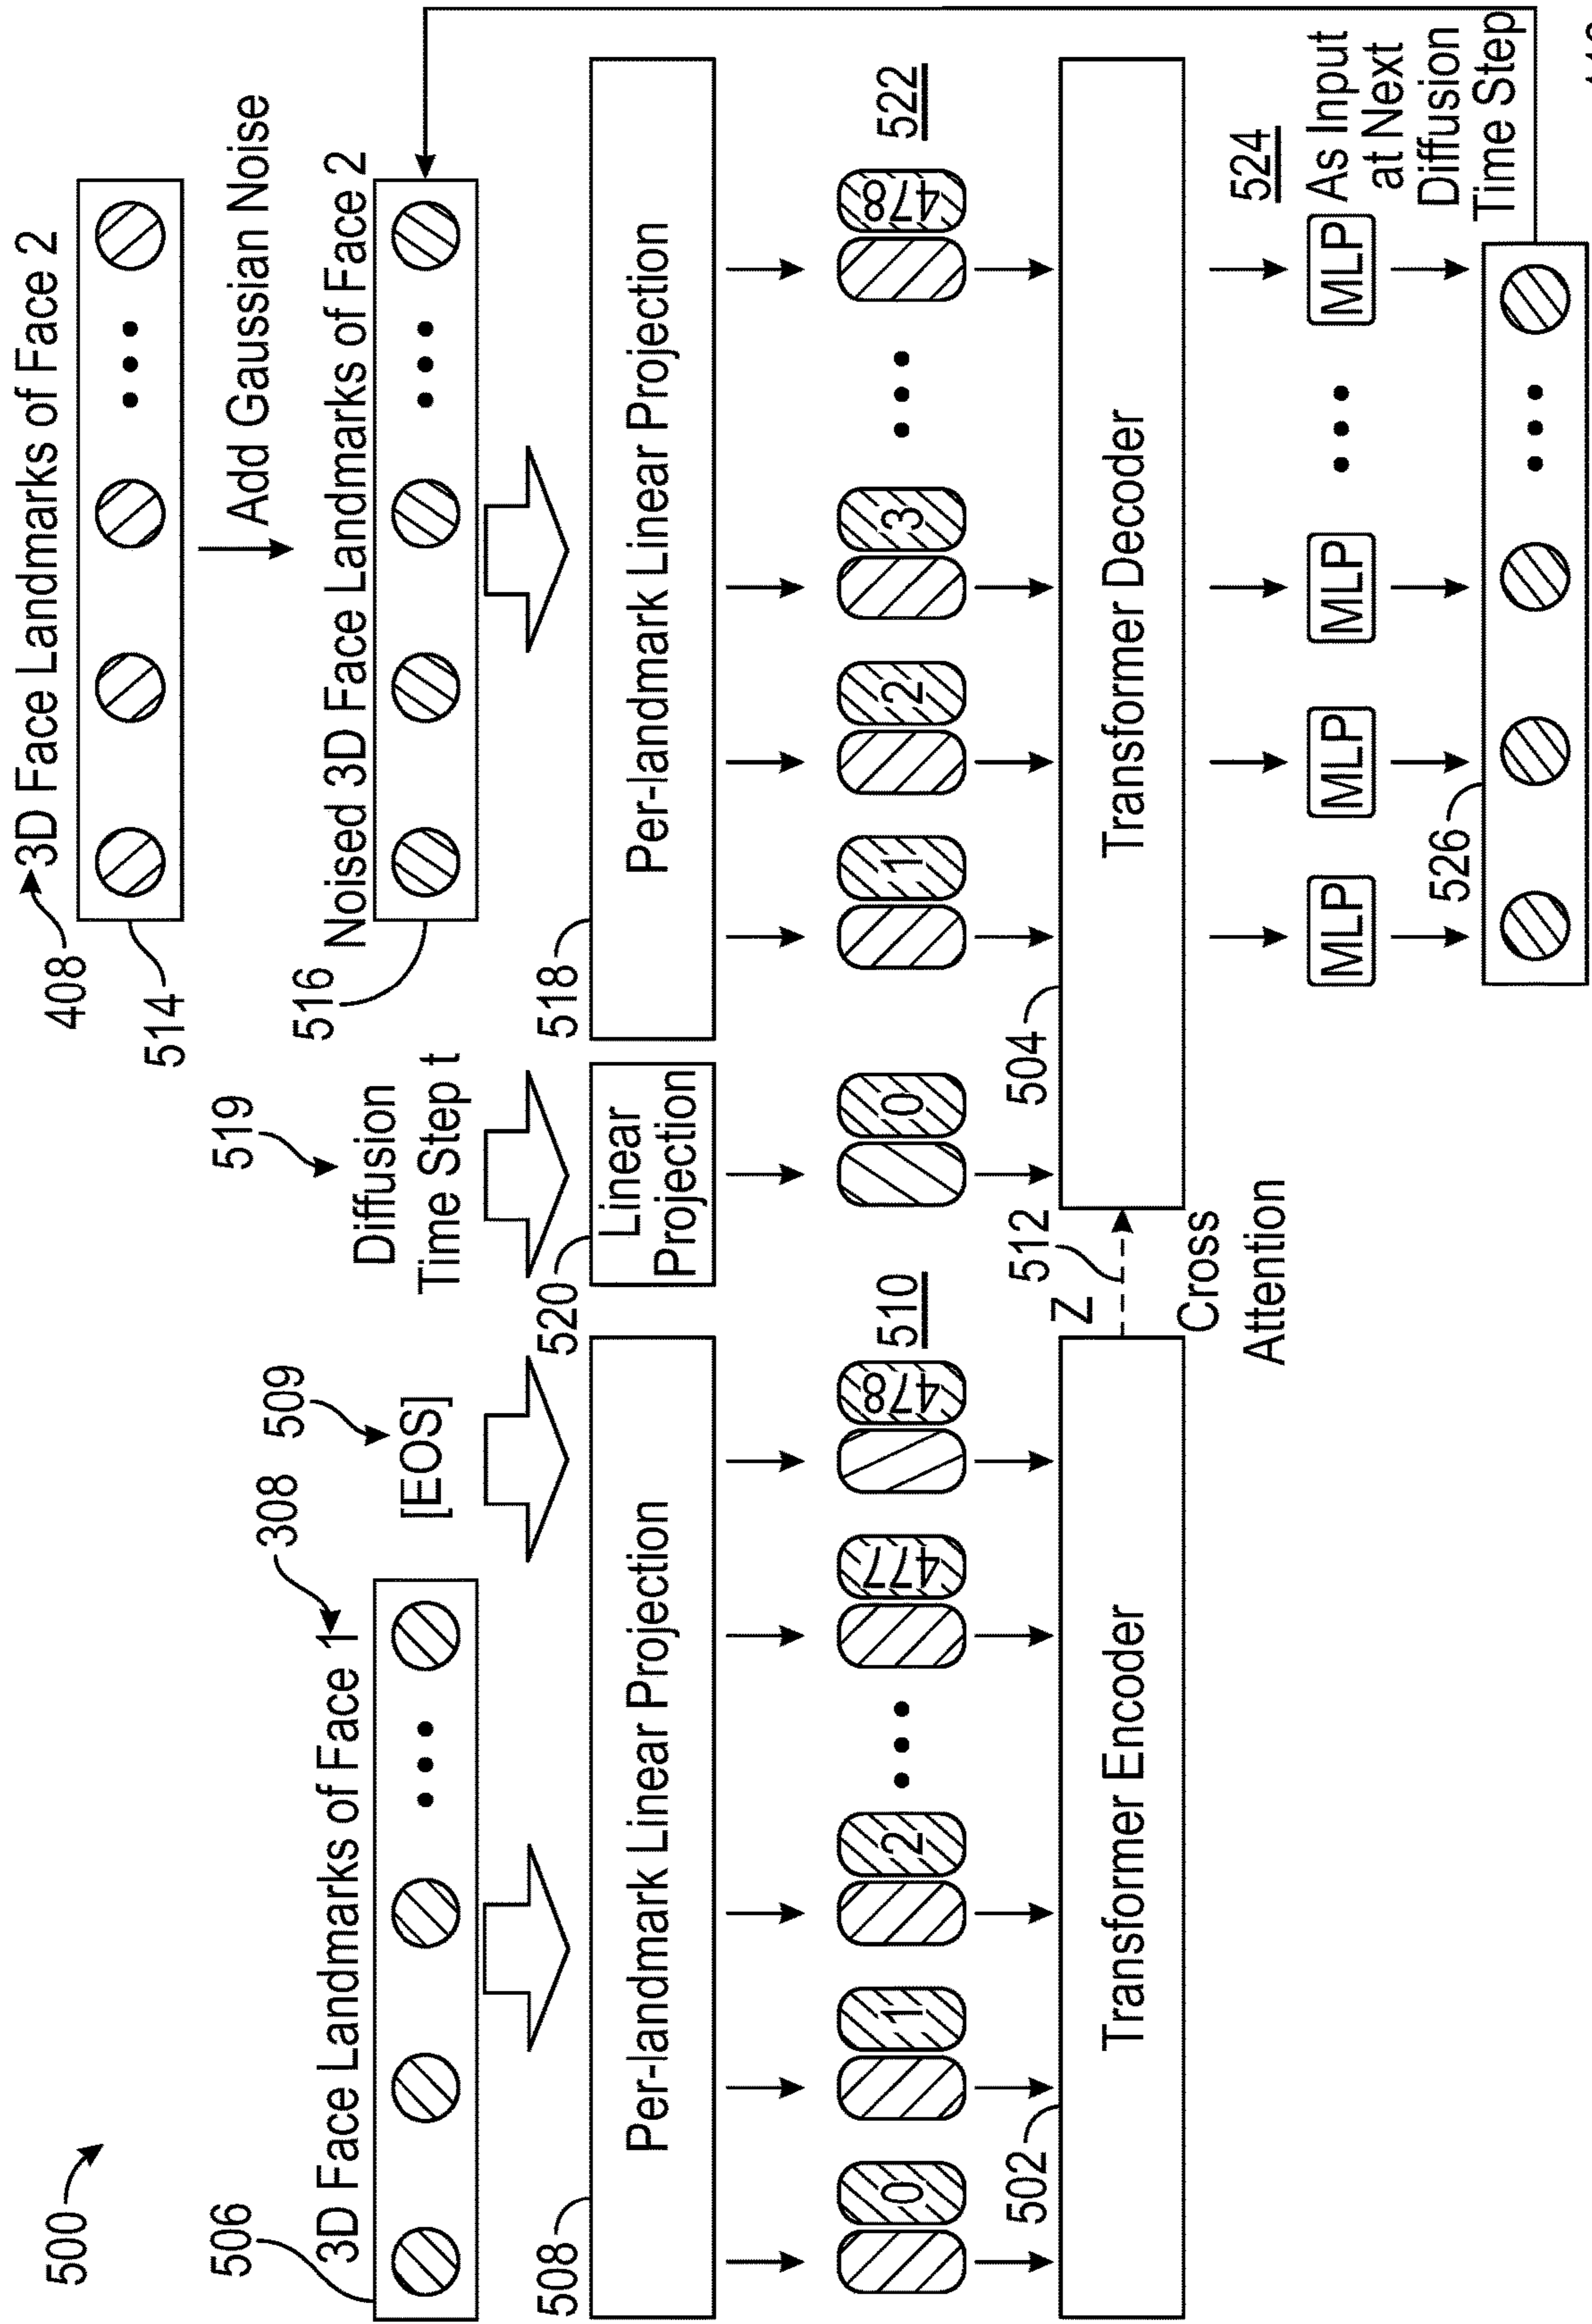 500
506
3D Face Landmarks of Face 1
308
509
[EOS]
519
Diffusion
Time Step t
408
3D Face Landmarks of Face 2
514
Add Gaussian Noise
516
Noised 3D Face Landmarks of Face 2
508
Per-landmark Linear Projection
520
Linear
Projection
518
Per-landmark Linear Projection
0
1
2
477
478
510
0
1
2
3
478
522
502
Transformer Encoder
Z
512
Cross
Attention
504
Transformer Decoder
MLP
MLP
MLP
MLP
524
As Input
at Next
Diffusion
Time Step
526